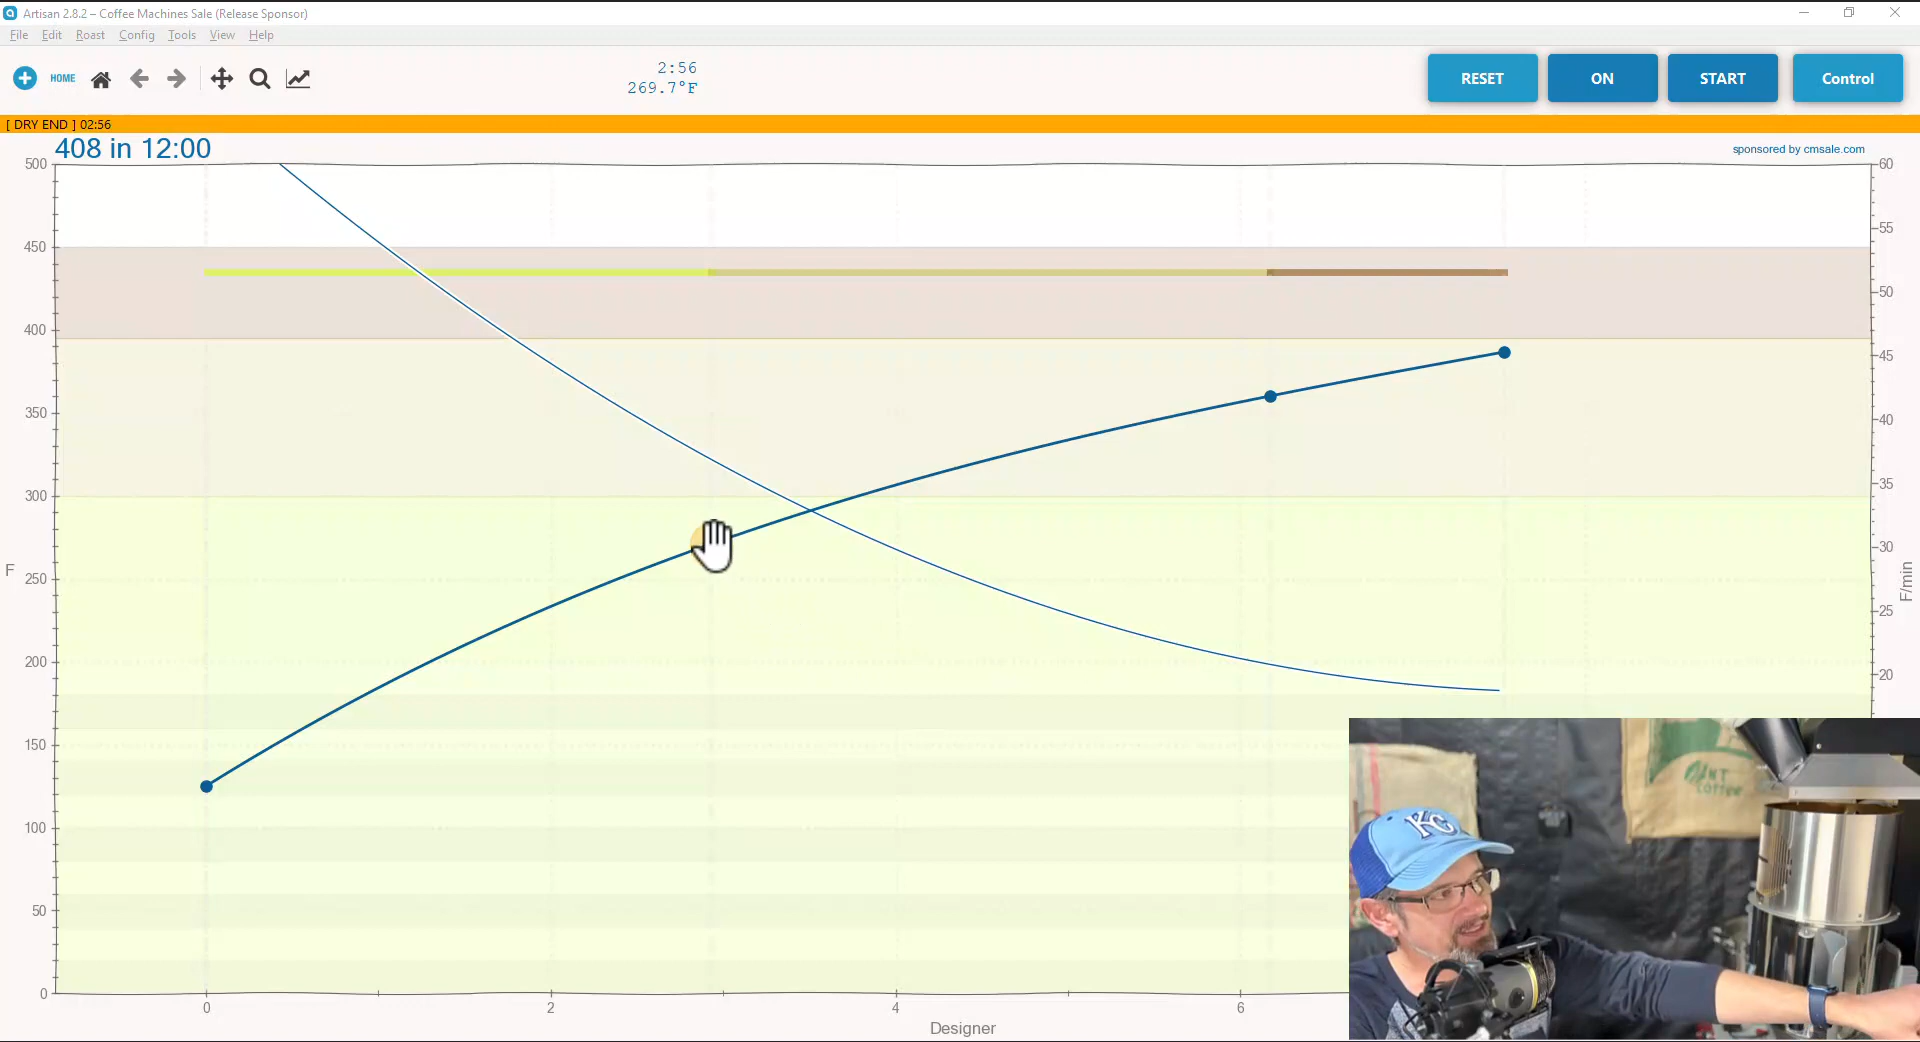 Artisan 2.8.2 – Coffee Machines Sale (Release Sponsor)
File Edit Roast Config Tools View Help
HOME
2:56
269.7°F
RESET
ON
START
Control
[ DRY END ] 02:56
408 in 12:00
sponsored by cmsale.com
500
450
400
350
300
250
200
150
100
50
0
F
60
55
50
45
40
35
30
25
20
F/min
0 2 4 6
Designer
KC